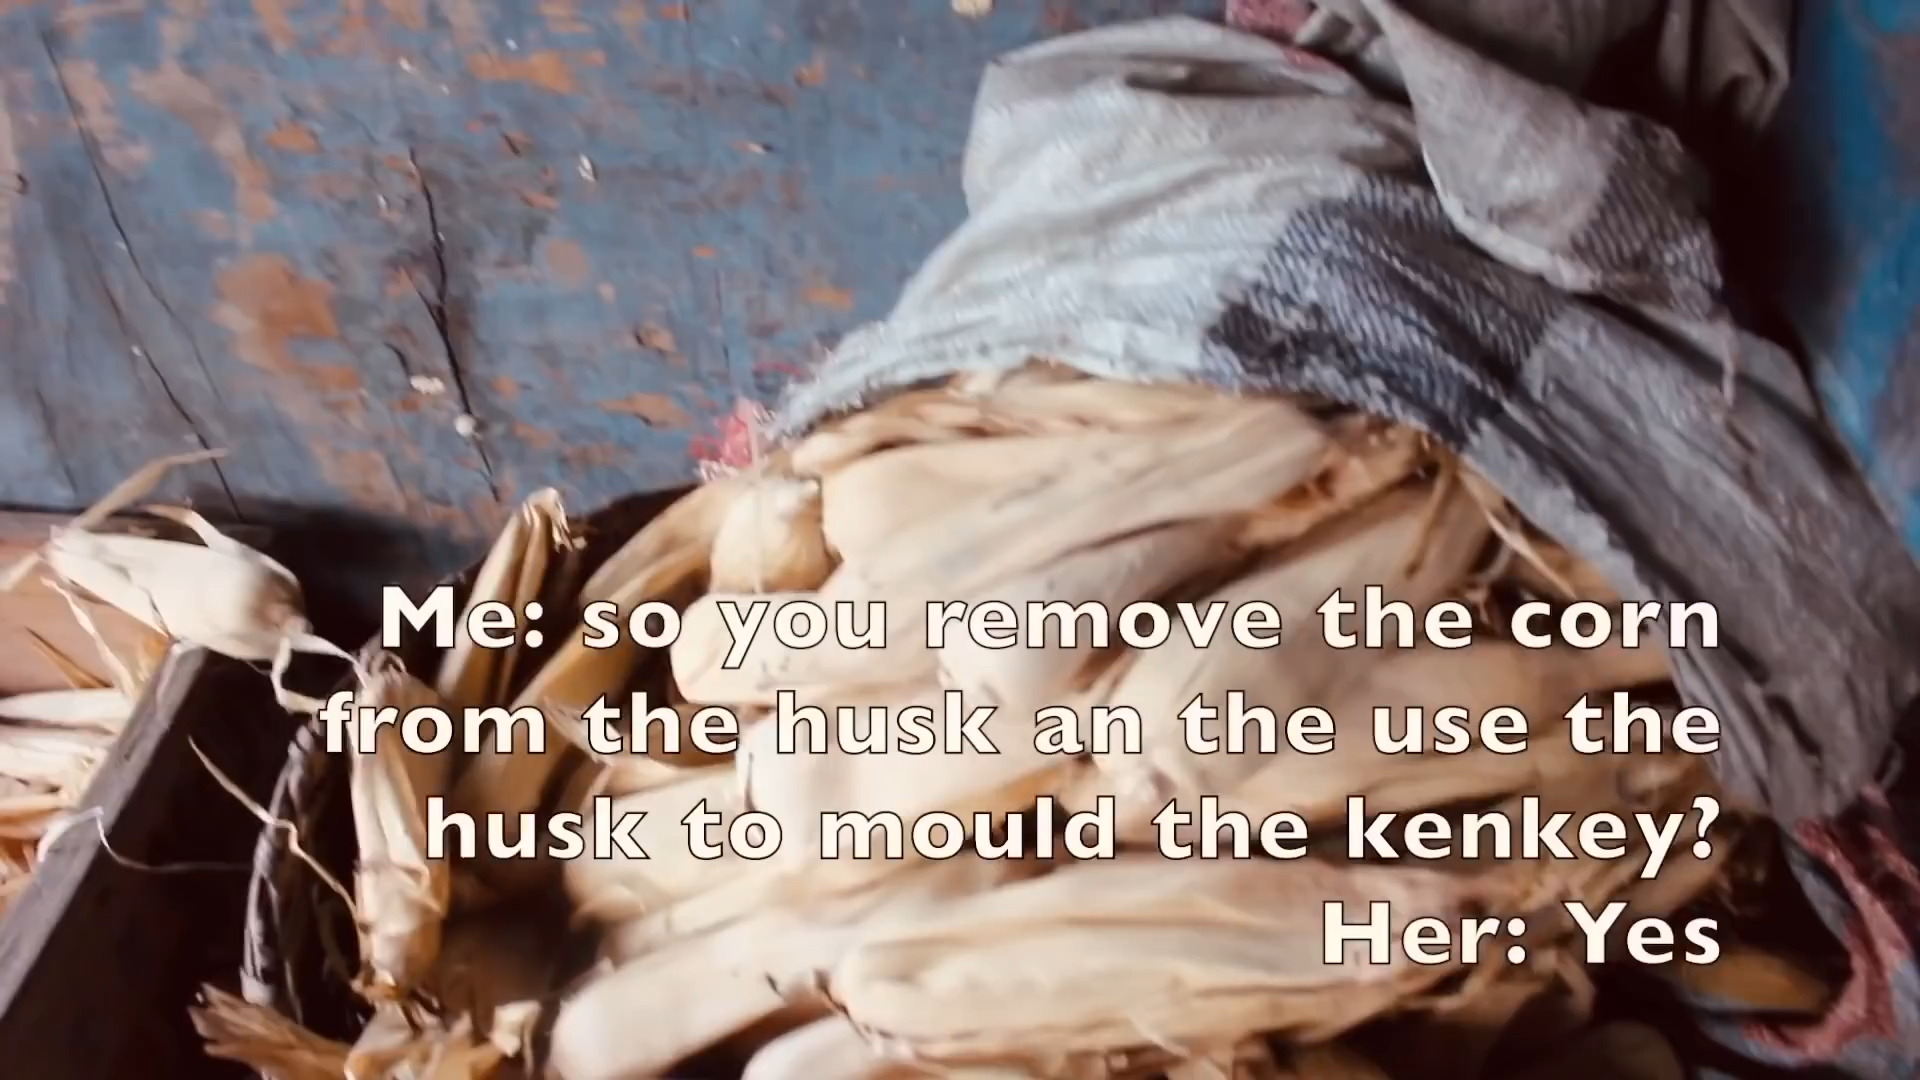 Me: so you remove the corn
from the husk an the use the
husk to mould the kenkey?
Her: Yes